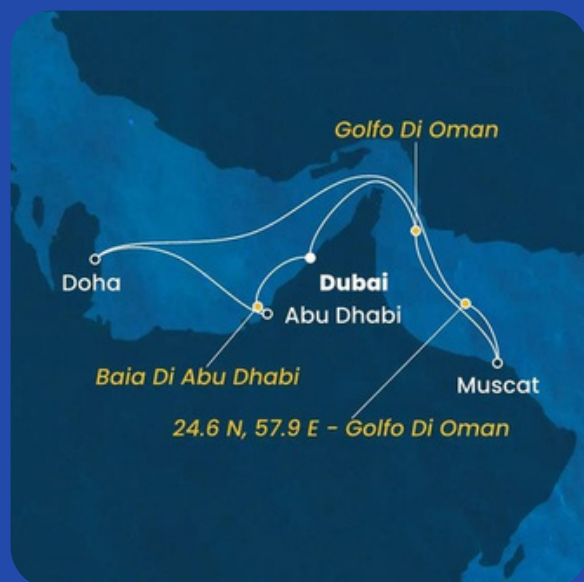 Golfo Di Oman
Doha
Dubai
Abu Dhabi
Baia Di Abu Dhabi
Muscat
24.6 N, 57.9 E - Golfo Di Oman